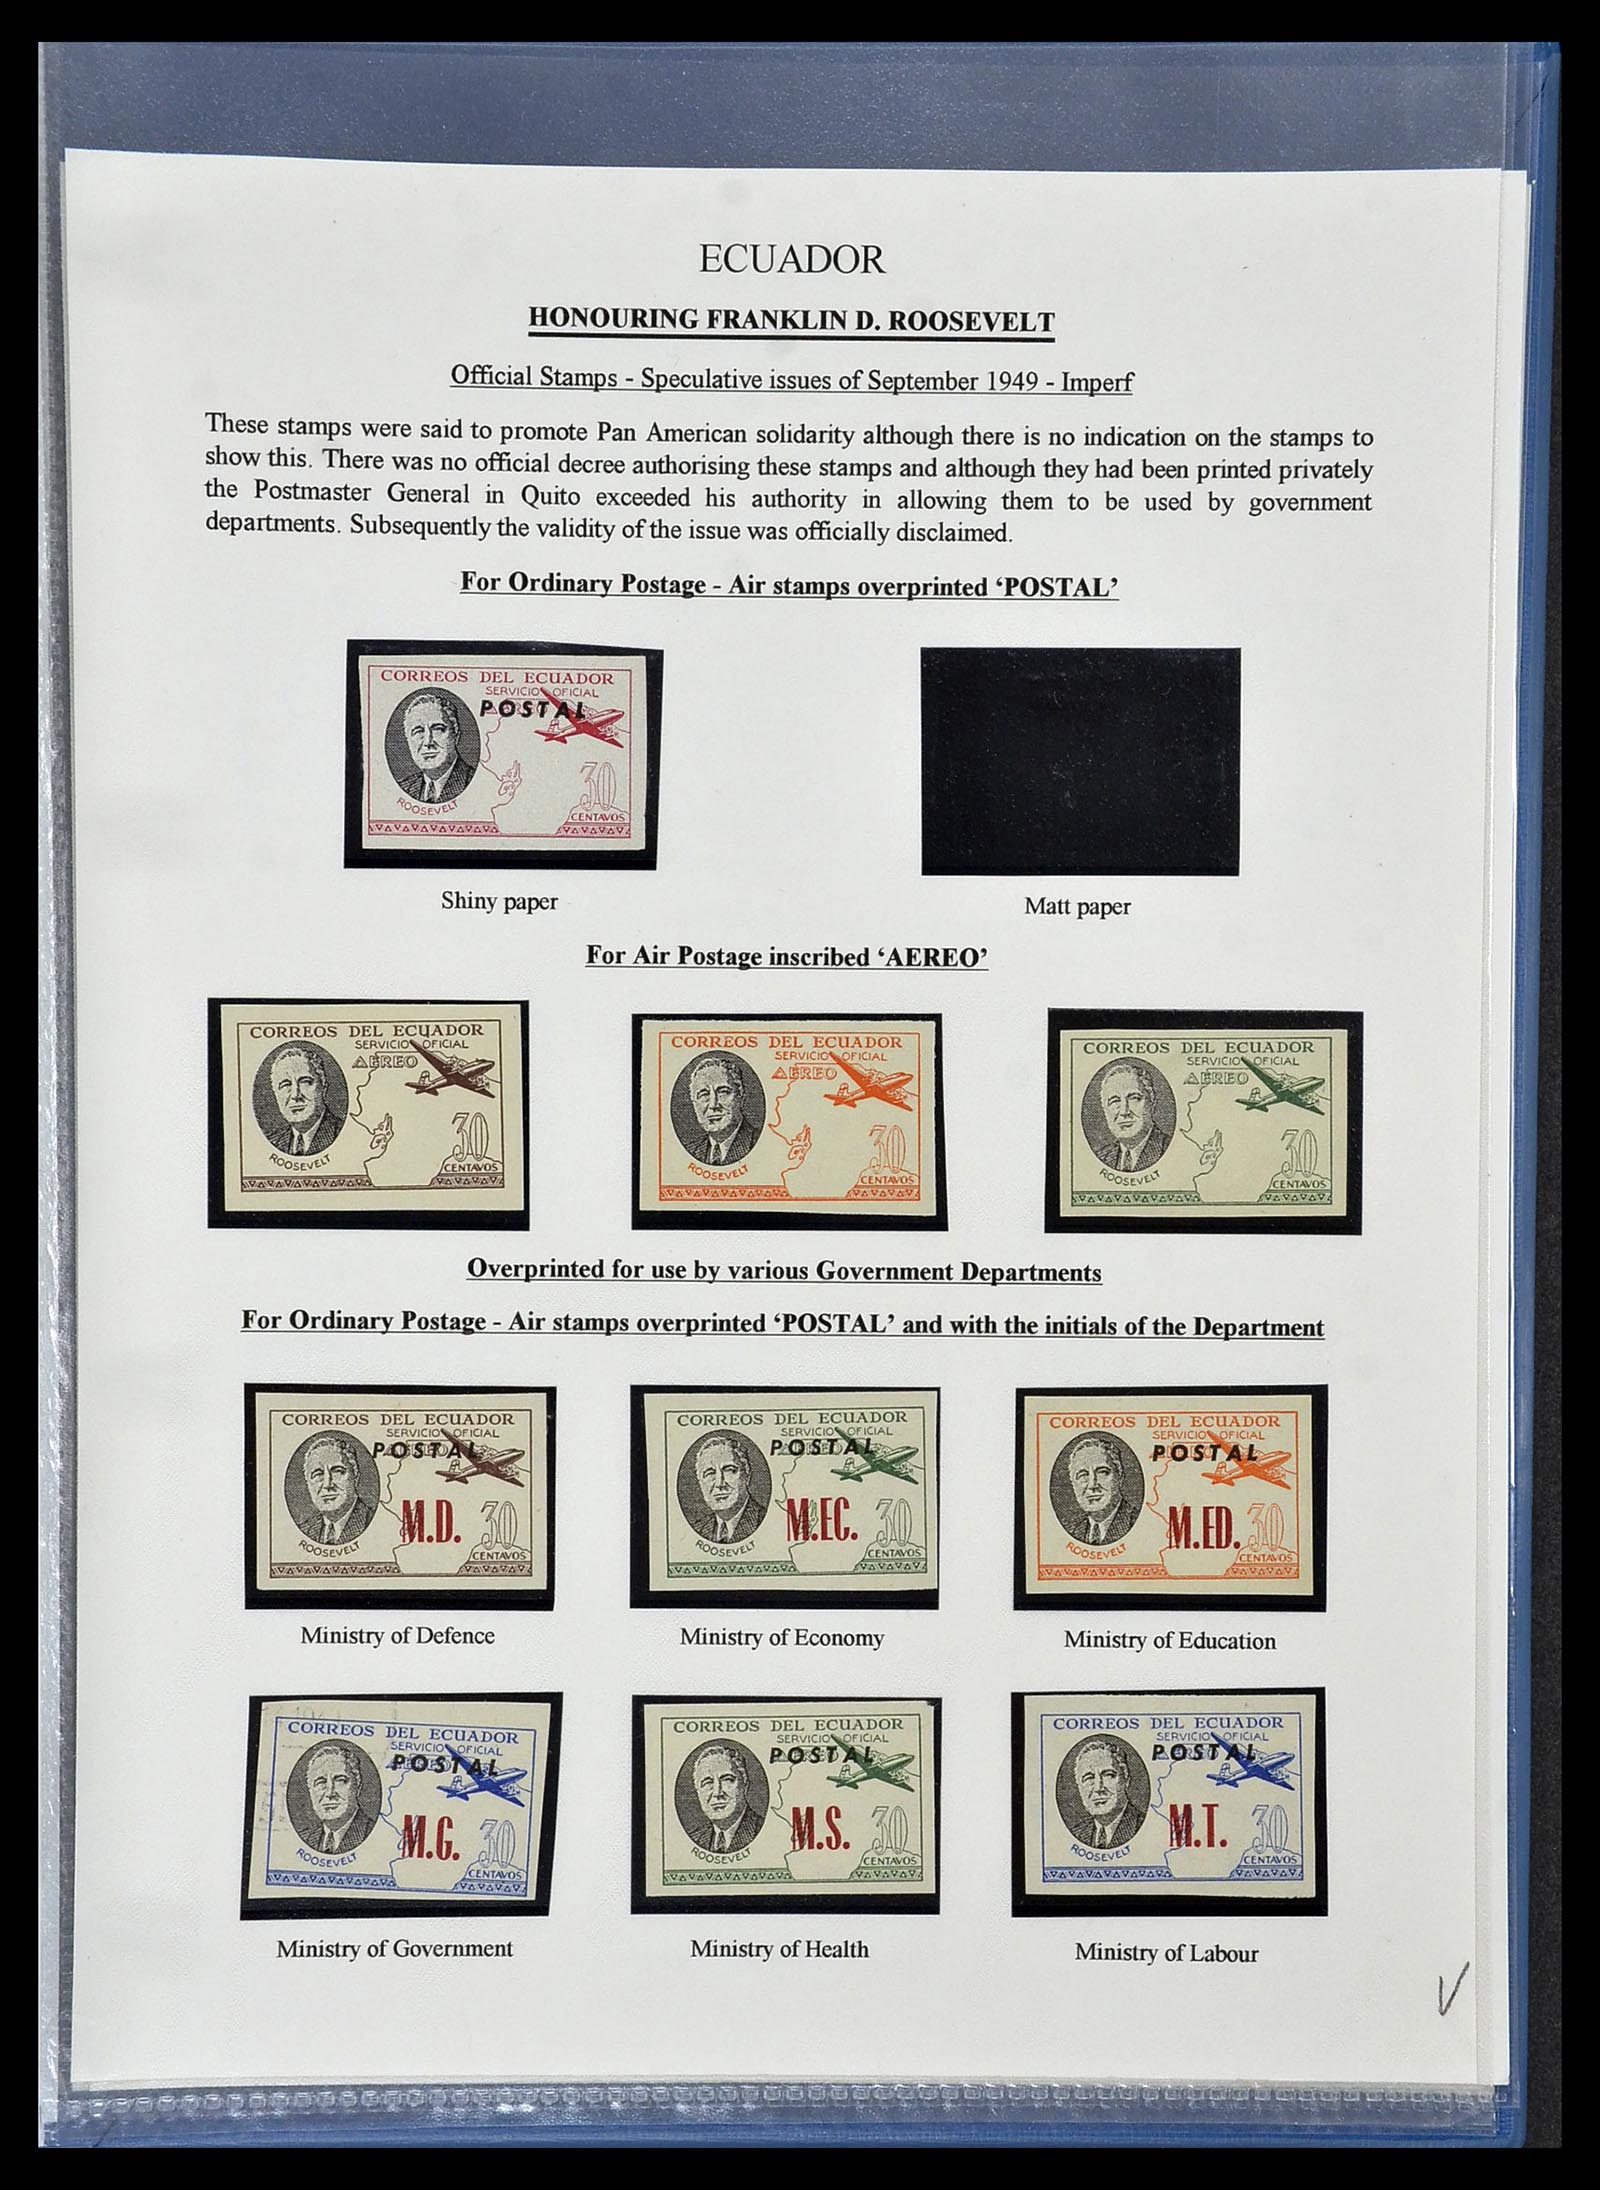 ECUADOR
HONOURING FRANKLIN D. ROOSEVELT
Official Stamps - Speculative issues of September 1949 - Imperf
These stamps were said to promote Pan American solidarity although there is no indication on the stamps to
show this. There was no official decree authorising these stamps and although they had been printed privately
the Postmaster General in Quito exceeded his authority in allowing them to be used by government
departments. Subsequently the validity of the issue was officially disclaimed.
For Ordinary Postage - Air stamps overprinted ‘POSTAL’
CORREOS DEL ECUADOR
SERVICIO OFICIAL
POSTAL
ROOSEVELT
30
CENTAVOS
Shiny paper
Matt paper
For Air Postage inscribed ‘AEREO’
CORREOS DEL ECUADOR
SERVICIO OFICIAL
AEREO
ROOSEVELT
30
CENTAVOS
CORREOS DEL ECUADOR
SERVICIO OFICIAL
AEREO
ROOSEVELT
30
CENTAVOS
CORREOS DEL ECUADOR
SERVICIO OFICIAL
AEREO
ROOSEVELT
30
CENTAVOS
Overprinted for use by various Government Departments
For Ordinary Postage - Air stamps overprinted ‘POSTAL’ and with the initials of the Department
CORREOS DEL ECUADOR
SERVICIO OFICIAL
POSTAL
M.D.
30
ROOSEVELT
CENTAVOS
CORREOS DEL ECUADOR
SERVICIO OFICIAL
POSTAL
M.EC.
30
ROOSEVELT
CENTAVOS
CORREOS DEL ECUADOR
SERVICIO OFICIAL
POSTAL
M.ED.
30
ROOSEVELT
CENTAVOS
Ministry of Defence
Ministry of Economy
Ministry of Education
CORREOS DEL ECUADOR
SERVICIO OFICIAL
POSTAL
M.G.
30
ROOSEVELT
CENTAVOS
CORREOS DEL ECUADOR
SERVICIO OFICIAL
POSTAL
M.S.
30
ROOSEVELT
CENTAVOS
CORREOS DEL ECUADOR
SERVICIO OFICIAL
POSTAL
M.T.
30
ROOSEVELT
CENTAVOS
Ministry of Government
Ministry of Health
Ministry of Labour